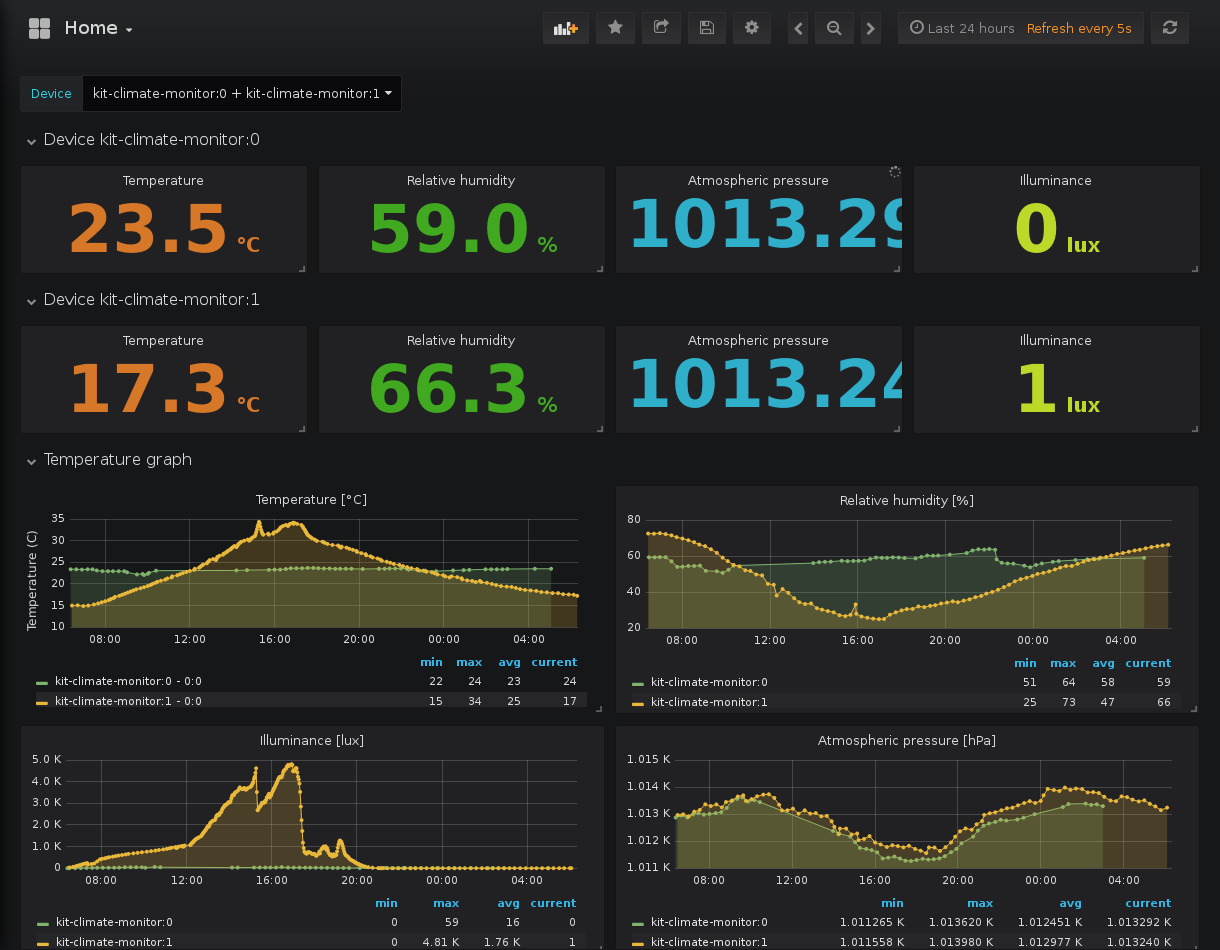 Home
Last 24 hours Refresh every 5s
Device kit-climate-monitor:0 + kit-climate-monitor:1
Device kit-climate-monitor:0
Temperature Relative humidity Atmospheric pressure Illuminance
23.5 °C 59.0 % 1013.29 0 lux
Device kit-climate-monitor:1
Temperature Relative humidity Atmospheric pressure Illuminance
17.3 °C 66.3 % 1013.24 1 lux
Temperature graph
Temperature [°C]
Temperature (C)
35
30
25
20
15
10
08:00 12:00 16:00 20:00 00:00 04:00
min max avg current
kit-climate-monitor:0 - 0:0 22 24 23 24
kit-climate-monitor:1 - 0:0 15 34 25 17
Relative humidity [%]
80
60
40
20
08:00 12:00 16:00 20:00 00:00 04:00
min max avg current
kit-climate-monitor:0 51 64 58 59
kit-climate-monitor:1 25 73 47 66
Illuminance [lux]
5.0 K
4.0 K
3.0 K
2.0 K
1.0 K
0
08:00 12:00 16:00 20:00 00:00 04:00
min max avg current
kit-climate-monitor:0 0 59 16 0
kit-climate-monitor:1 0 4.81 K 1.76 K 1
Atmospheric pressure [hPa]
1.015 K
1.014 K
1.013 K
1.012 K
1.011 K
08:00 12:00 16:00 20:00 00:00 04:00
min max avg current
kit-climate-monitor:0 1.011265 K 1.013620 K 1.012451 K 1.013292 K
kit-climate-monitor:1 1.011558 K 1.013980 K 1.012977 K 1.013240 K